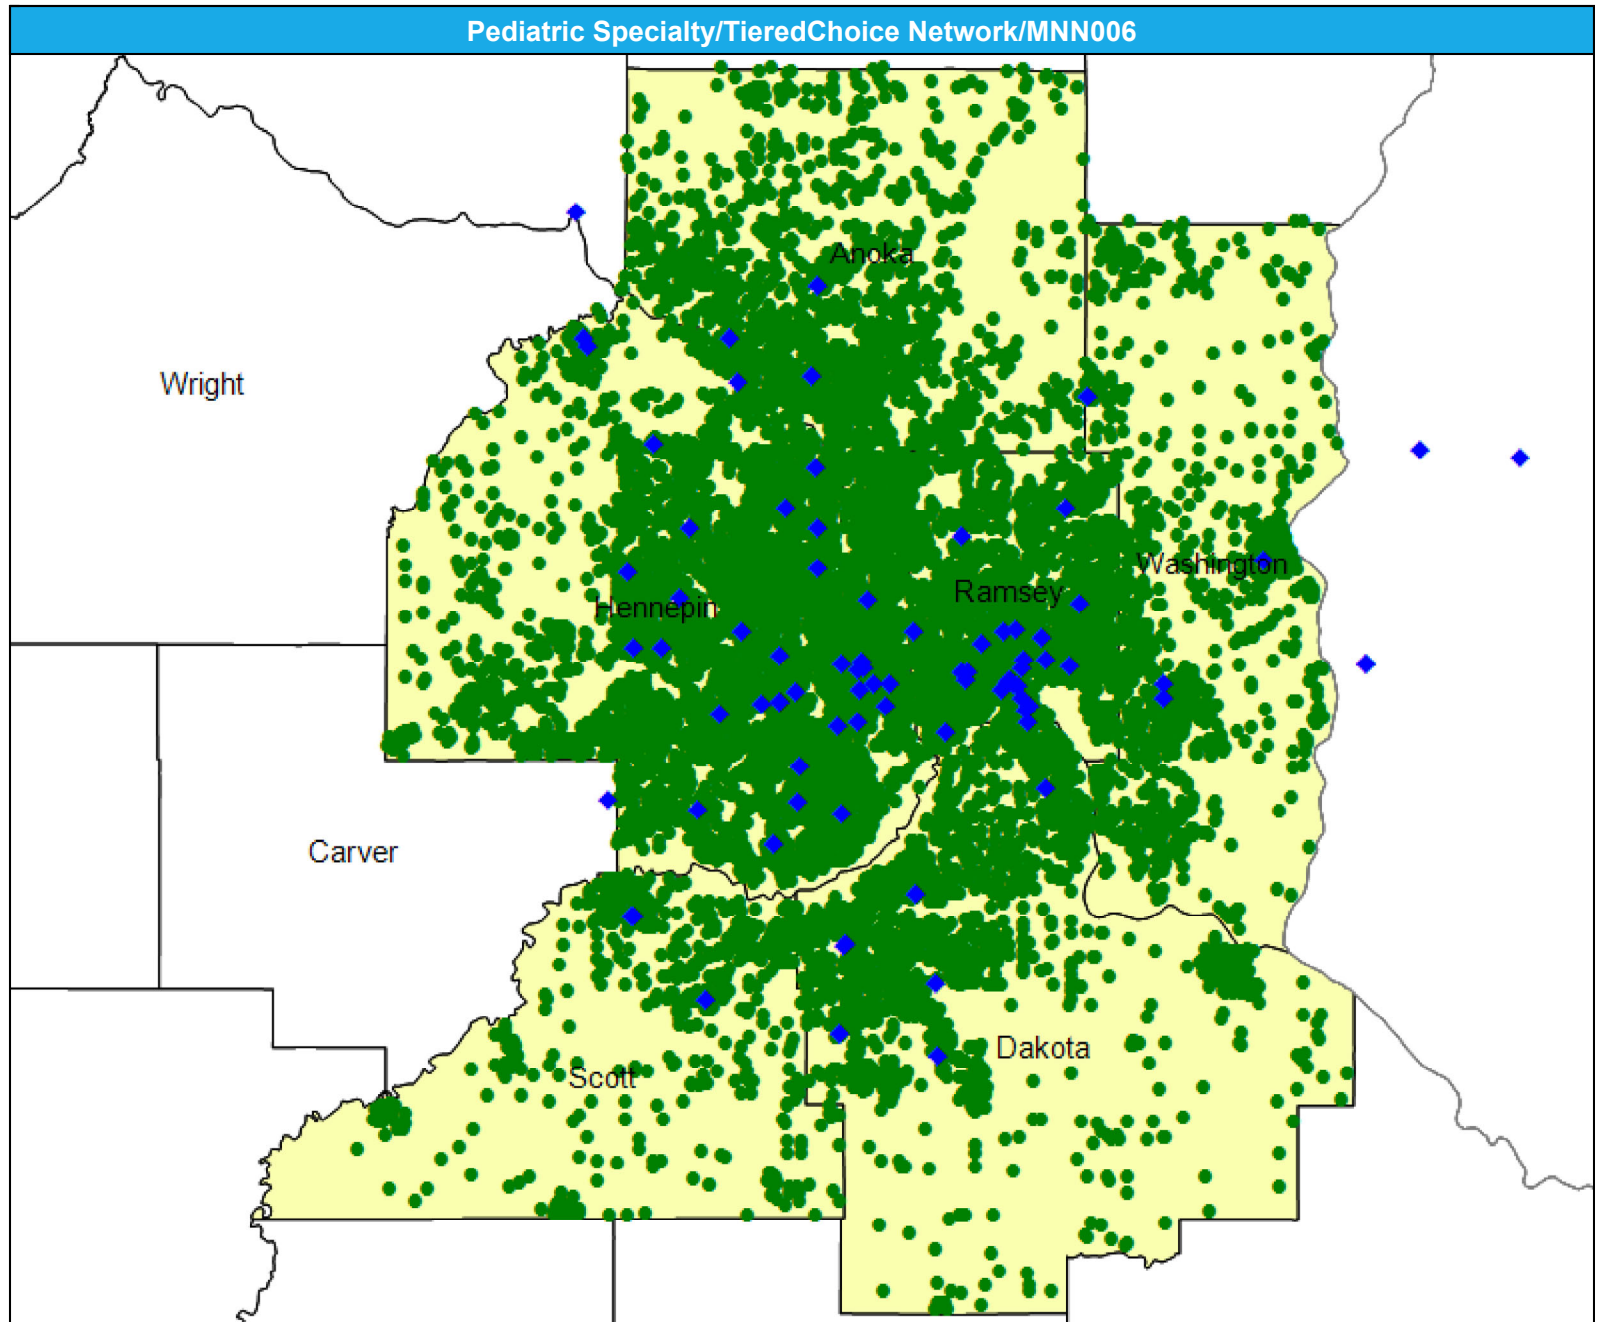 Pediatric Specialty/TieredChoice Network/MNN006
Anoka
Wright
Washington
Ramsey
Hennepin
Carver
Dakota
Scott